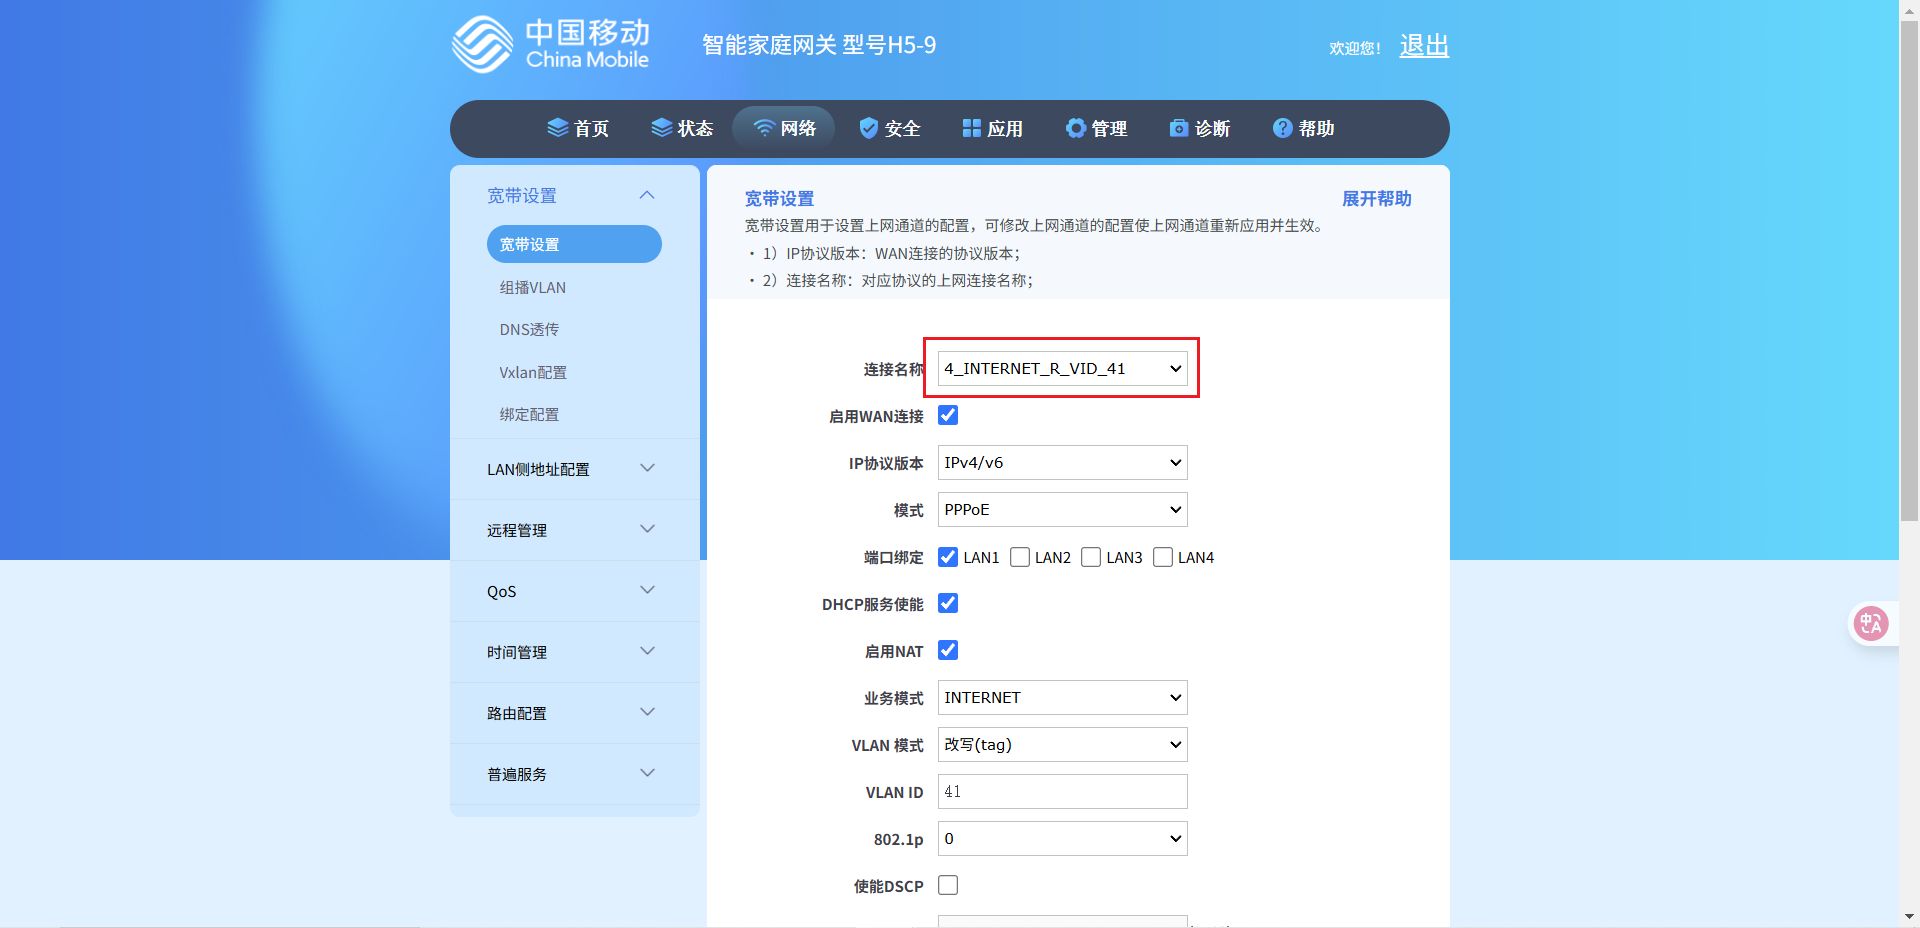 中国移动
China Mobile
智能家庭网关 型号H5-9
欢迎您！ 退出
首页 状态 网络 安全 应用 管理 诊断 帮助
宽带设置
宽带设置
组播VLAN
DNS透传
Vxlan配置
绑定配置
LAN侧地址配置
远程管理
QoS
时间管理
路由配置
普遍服务
宽带设置 展开帮助
宽带设置用于设置上网通道的配置，可修改上网通道的配置使上网通道重新应用并生效。
・ 1）IP协议版本：WAN连接的协议版本；
・ 2）连接名称：对应协议的上网连接名称；
连接名称 4_INTERNET_R_VID_41
启用WAN连接
IP协议版本 IPv4/v6
模式 PPPoE
端口绑定 LAN1 LAN2 LAN3 LAN4
DHCP服务使能
启用NAT
业务模式 INTERNET
VLAN 模式 改写(tag)
VLAN ID 41
802.1p 0
使能DSCP
中A